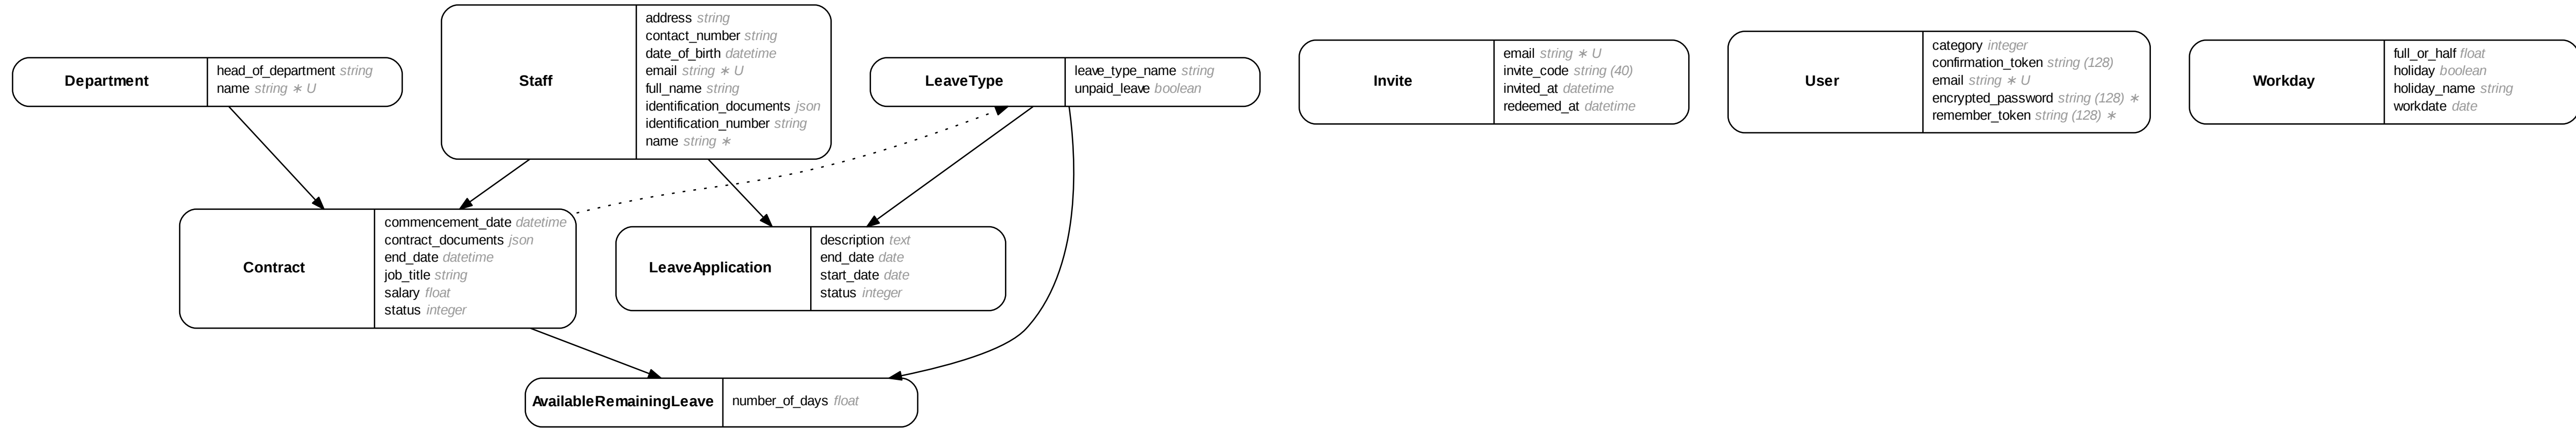 Department
head_of_department string
name string ∗ U
Staff
address string
contact_number string
date_of_birth datetime
email string ∗ U
full_name string
identification_documents json
identification_number string
name string ∗
LeaveType
leave_type_name string
unpaid_leave boolean
Invite
email string ∗ U
invite_code string (40)
invited_at datetime
redeemed_at datetime
User
category integer
confirmation_token string (128)
email string ∗ U
encrypted_password string (128) ∗
remember_token string (128) ∗
Workday
full_or_half float
holiday boolean
holiday_name string
workdate date
Contract
commencement_date datetime
contract_documents json
end_date datetime
job_title string
salary float
status integer
LeaveApplication
description text
end_date date
start_date date
status integer
AvailableRemainingLeave
number_of_days float